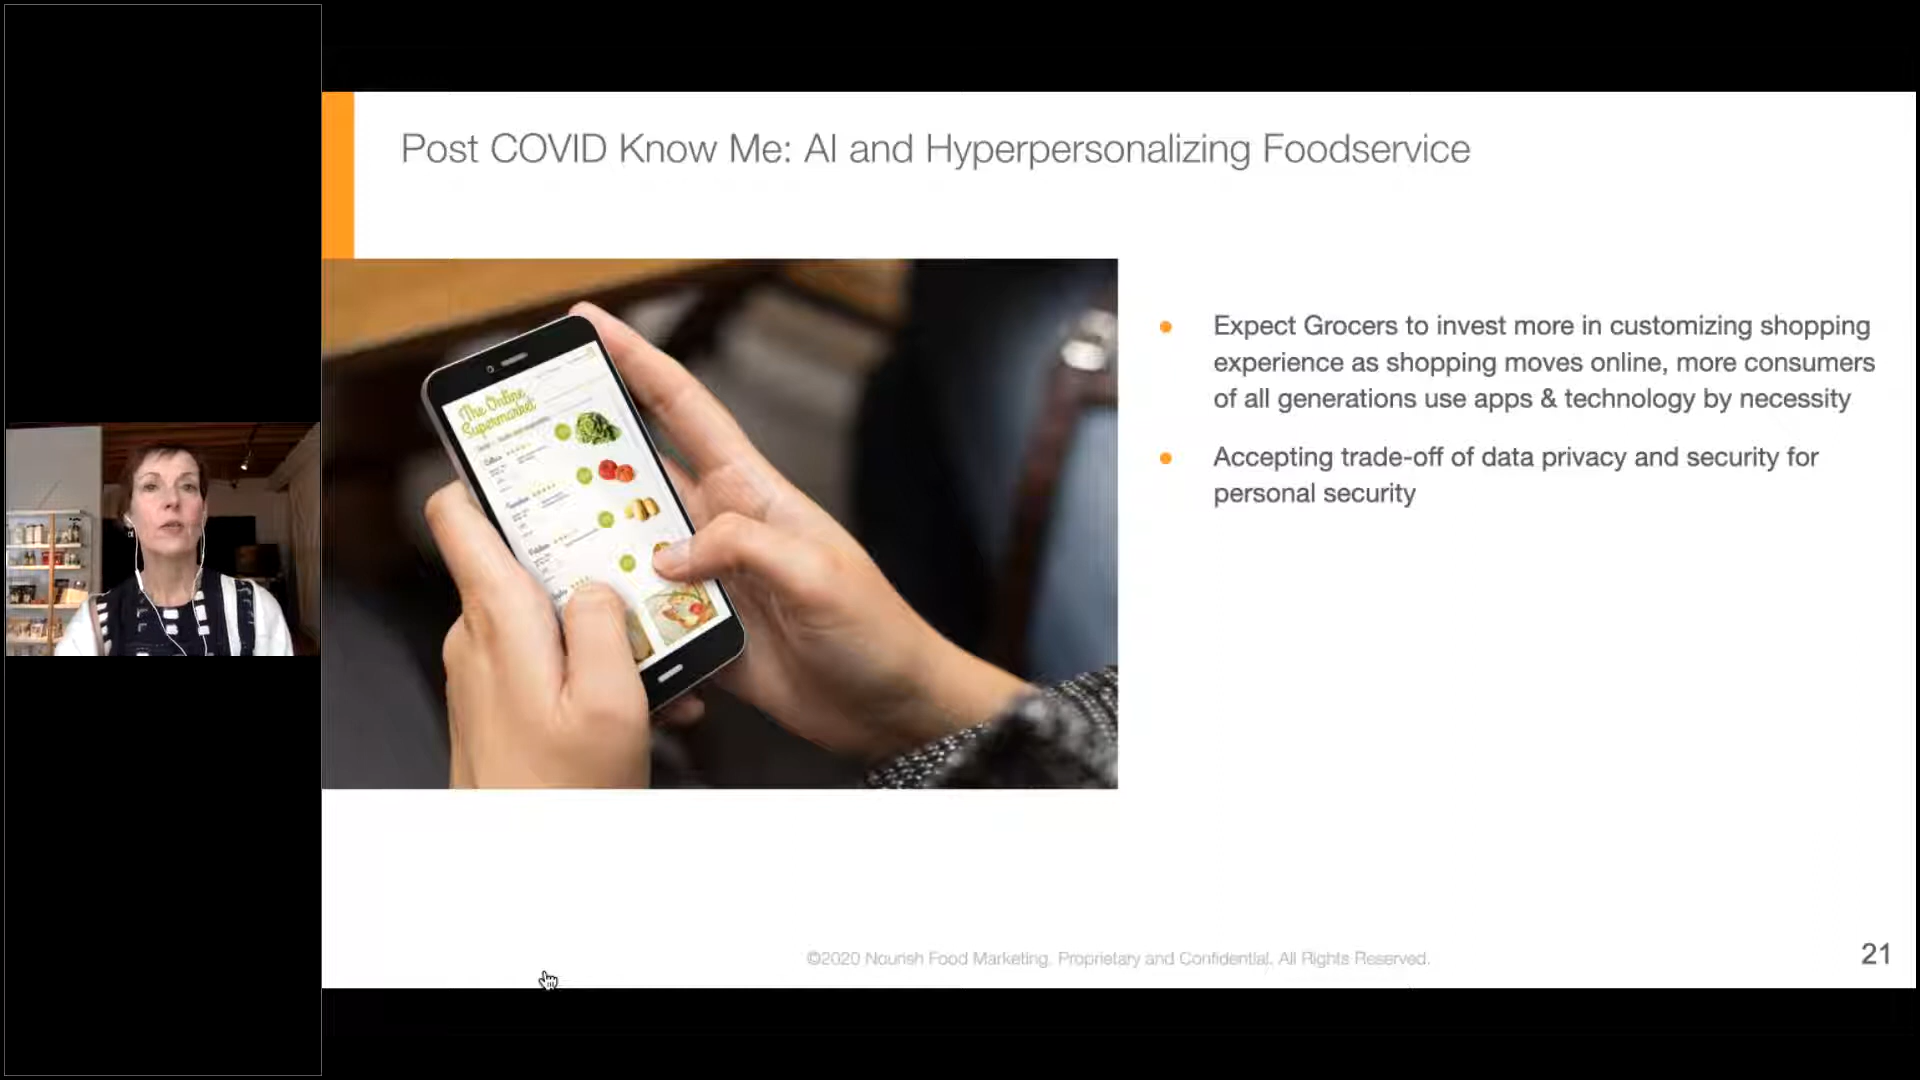 Post COVID Know Me: AI and Hyperpersonalizing Foodservice
The Online
Supermarket
Expect Grocers to invest more in customizing shopping
experience as shopping moves online, more consumers
of all generations use apps & technology by necessity
Accepting trade-off of data privacy and security for
personal security
©2020 Nourish Food Marketing. Proprietary and Confidential. All Rights Reserved.
21